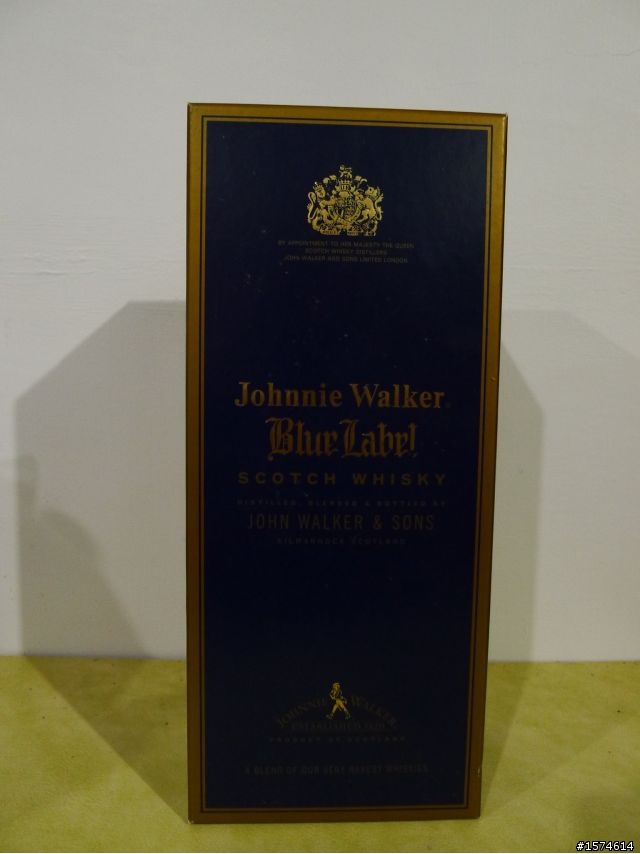 BY APPOINTMENT TO HER MAJESTY THE QUEEN
SCOTCH WHISKY DISTILLERS
JOHN WALKER AND SONS LIMITED LONDON
Johnnie Walker®
Blue Label
SCOTCH WHISKY
DISTILLED, BLENDED & BOTTLED BY
JOHN WALKER & SONS
KILMARNOCK SCOTLAND
JOHNNIE WALKER
ESTABLISHED 1820
PRODUCT OF SCOTLAND
A BLEND OF OUR VERY RAREST WHISKIES
#1574614